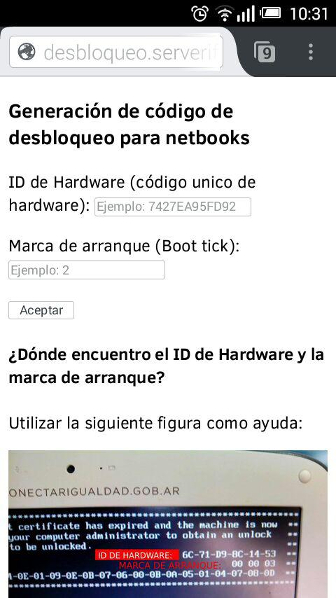 10:31
desbloqueo.serveri
9
Generación de código de
desbloqueo para netbooks
ID de Hardware (código unico de
hardware): Ejemplo: 7427EA95FD92
Marca de arranque (Boot tick):
Ejemplo: 2
Aceptar
¿Dónde encuentro el ID de Hardware y la
marca de arranque?
Utilizar la siguiente figura como ayuda:
ONECTARIGUALDAD.GOB.AR
t certificate has expired and the machine is now
your computer administrator to obtain an unlock
to be unlocked.
ID DE HARDWARE: 6C-71-D9-8C-14-53
MARCA DE ARRANQUE: 00 00 03
0E-01-09-0E-0B-07-06-00-0B-0A-05-01-04-07-08-0D